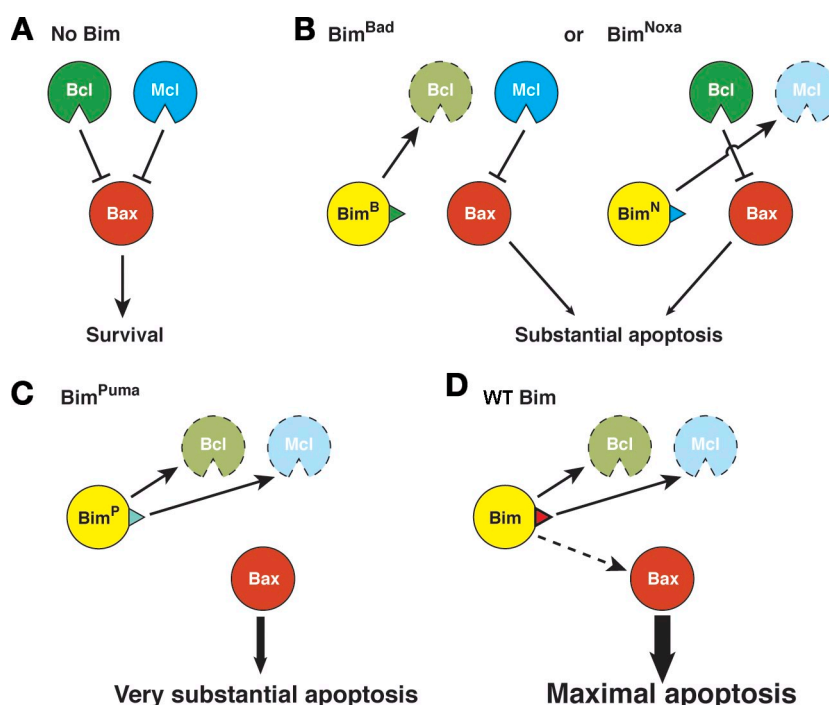 A No Bim
Bcl Mcl
Bax
Survival
B Bim^Bad or Bim^Noxa
Bcl Mcl Bcl Mcl
Bim^B Bax Bim^N Bax
Substantial apoptosis
C Bim^Puma
Bcl Mcl
Bim^P
Bax
Very substantial apoptosis
D WT Bim
Bcl Mcl
Bim
Bax
Maximal apoptosis